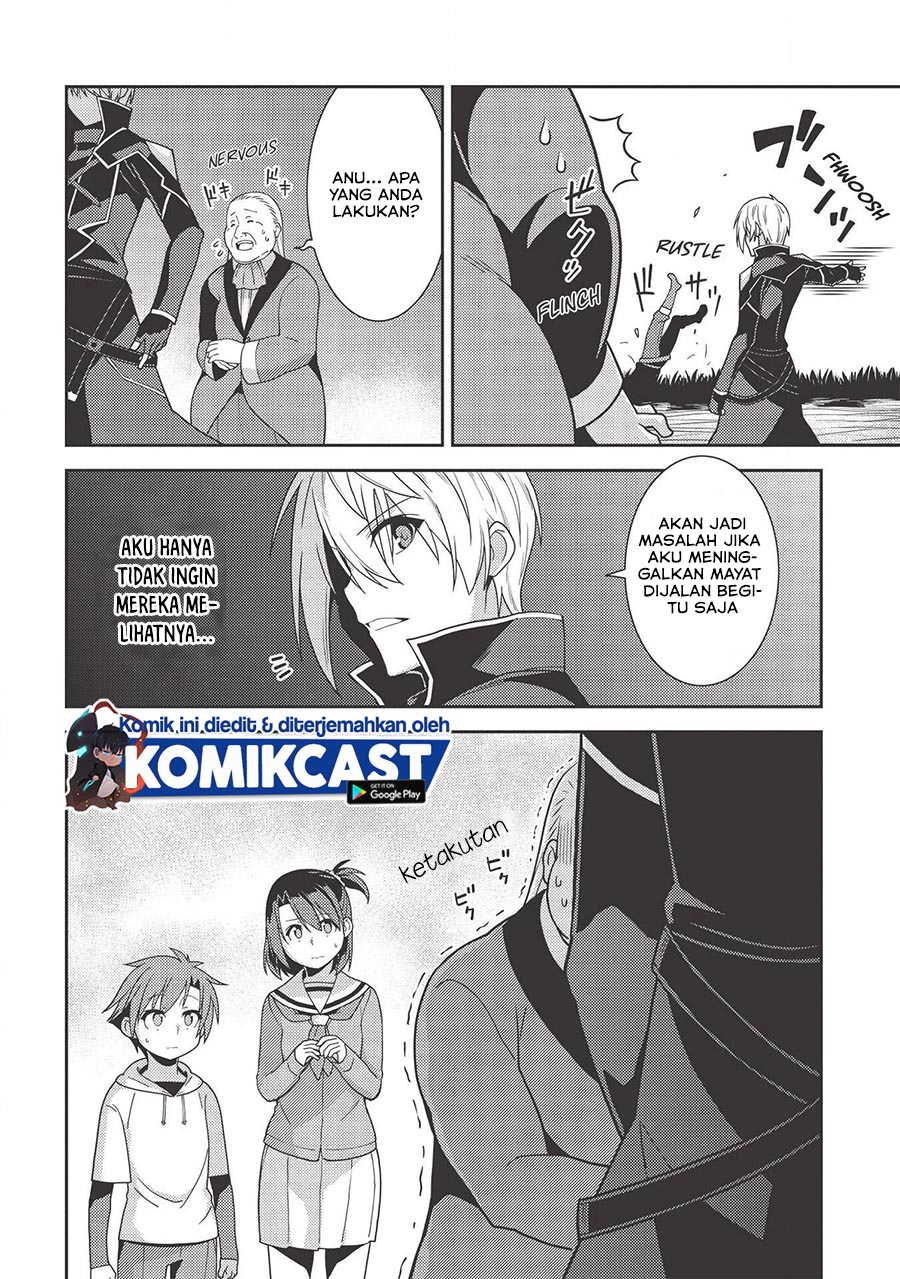 ブーンッ
FHWOOSH
RUSTLE
ドサ
ビクッ
FLINCH
ANU... APA
YANG ANDA
LAKUKAN?
NERVOUS
ドキ
ドキ
AKAN JADI
MASALAH JIKA
AKU MENING-
GALKAN MAYAT
DIJALAN BEGI-
TU SAJA
AKU HANYA
TIDAK INGIN
MEREKA ME-
LIHATNYA...
Komik ini diedit & diterjemahkan oleh
KOMIKCAST
GET IT ON
Google Play
ketakutan
ビク
ビク